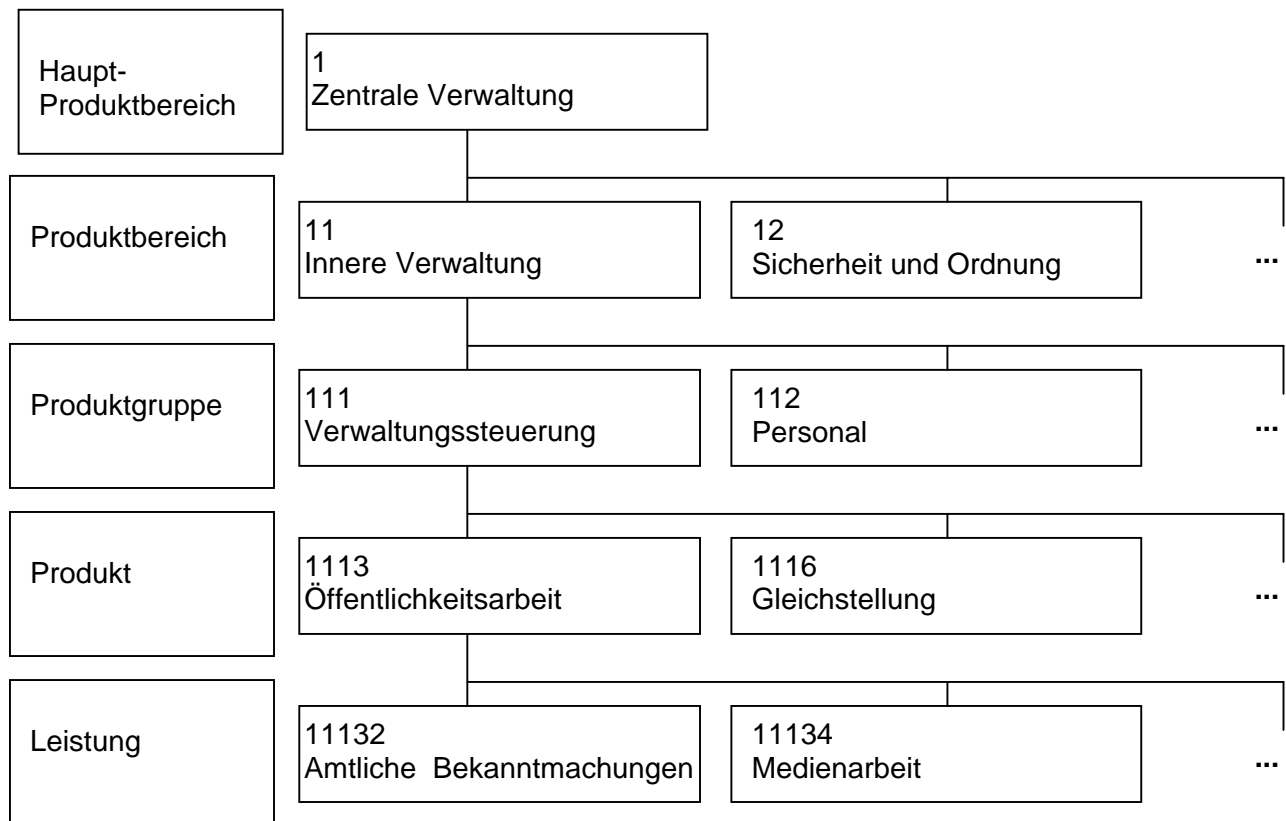 Haupt-
Produktbereich
1
Zentrale Verwaltung
Produktbereich
11
Innere Verwaltung
12
Sicherheit und Ordnung
...
Produktgruppe
111
Verwaltungssteuerung
112
Personal
...
Produkt
1113
Öffentlichkeitsarbeit
1116
Gleichstellung
...
Leistung
11132
Amtliche Bekanntmachungen
11134
Medienarbeit
...